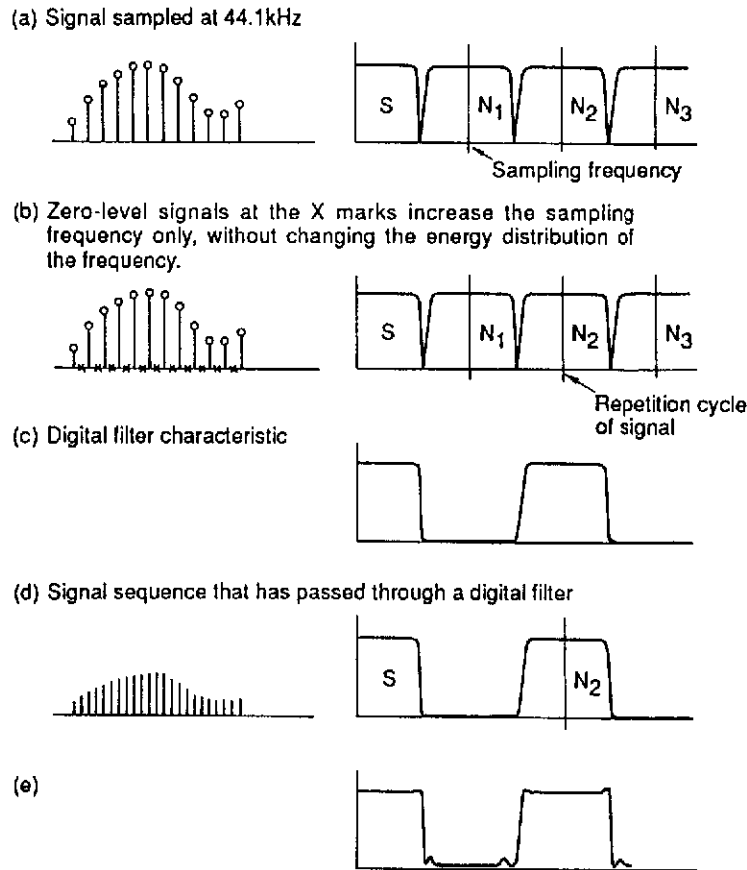 (a) Signal sampled at 44.1kHz
S
N1
N2
N3
Sampling frequency
(b) Zero-level signals at the X marks increase the sampling
frequency only, without changing the energy distribution of
the frequency.
S
N1
N2
N3
Repetition cycle
of signal
(c) Digital filter characteristic
(d) Signal sequence that has passed through a digital filter
S
N2
(e)